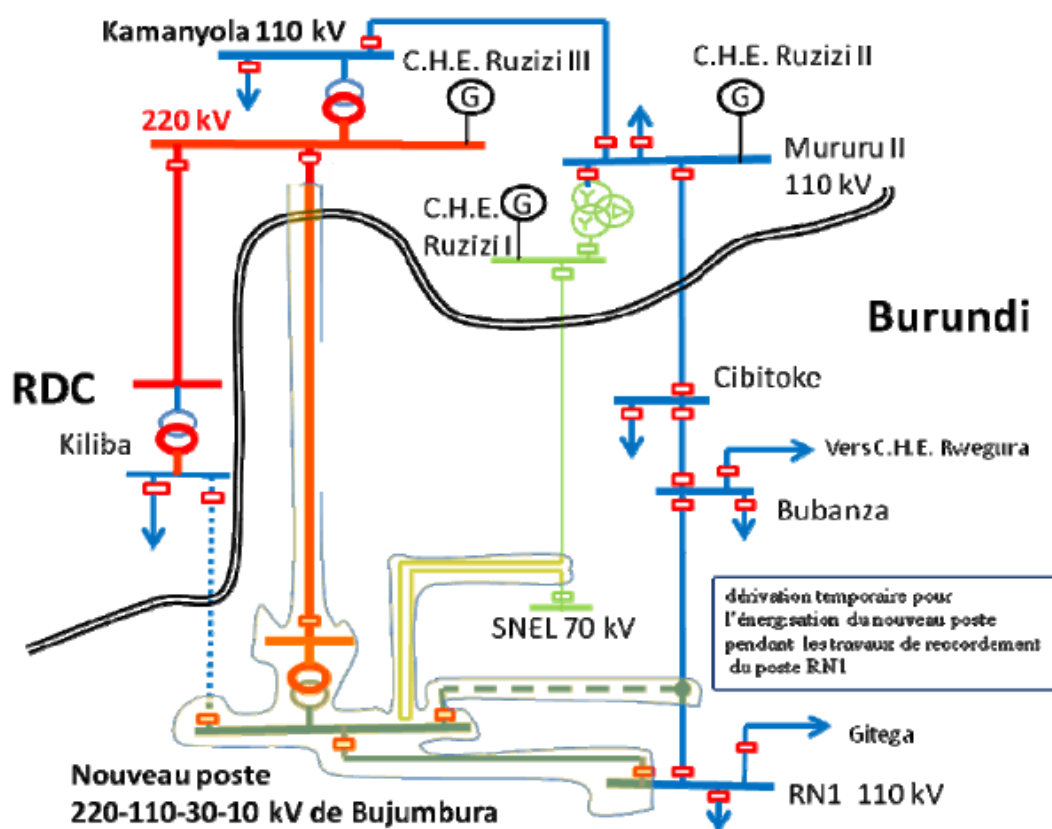 Kamanyola 110 kV
C.H.E. Ruzizi III
G
C.H.E. Ruzizi II
G
220 kV
Mururu II
110 kV
C.H.E.
Ruzizi I
G
Burundi
RDC
Cibitoke
Kiliba
Vers C.H.E. Rwegura
Bubanza
dérivation temporaire pour
l'énergisation du nouveau poste
pendant les travaux de reccordement
du poste RN1
SNEL 70 kV
Gitega
Nouveau poste
220-110-30-10 kV de Bujumbura
RN1 110 kV